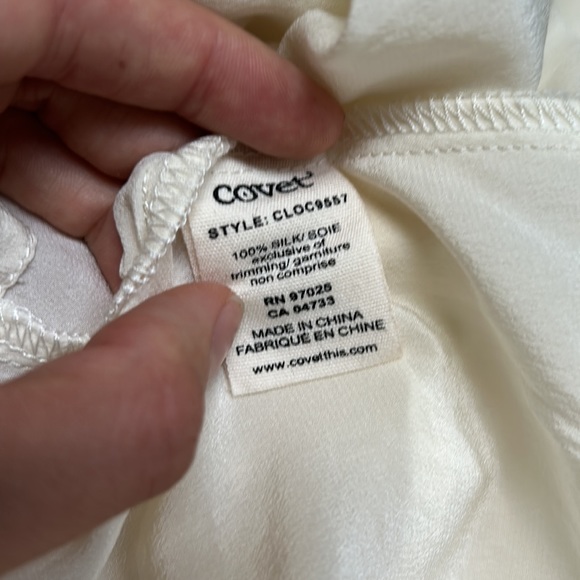 Covet
STYLE: CLOC9557
100% SILK/ SOIE
exclusive of
trimming/ garniture
non comprise
RN 97025
CA 04733
MADE IN CHINA
FABRIQUÉ EN CHINE
www.covetthis.com